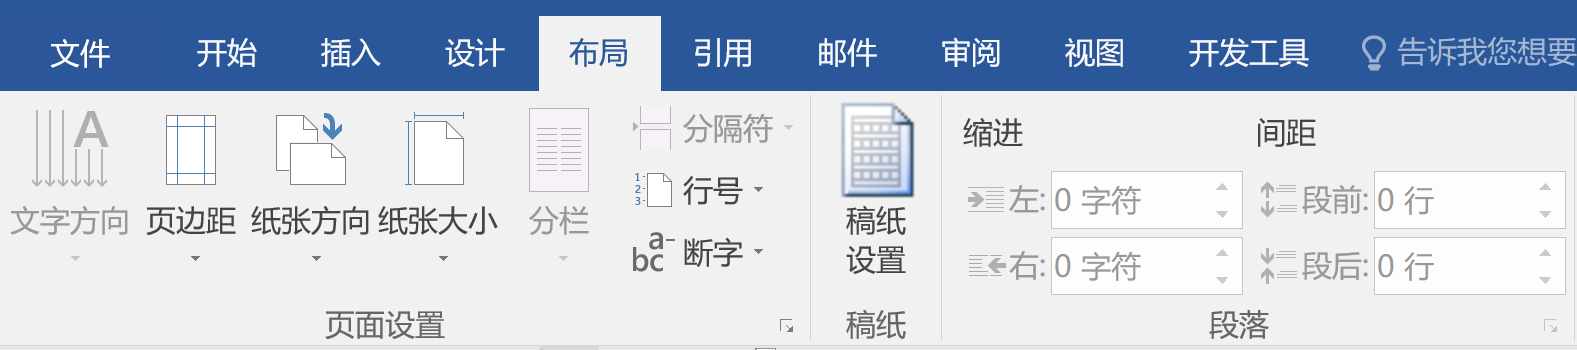 文件 开始 插入 设计 布局 引用 邮件 审阅 视图 开发工具 告诉我您想要
文字方向 页边距 纸张方向 纸张大小 分栏
分隔符
行号
断字
页面设置
稿纸
设置
稿纸
缩进 间距
左: 0 字符 段前: 0 行
右: 0 字符 段后: 0 行
段落